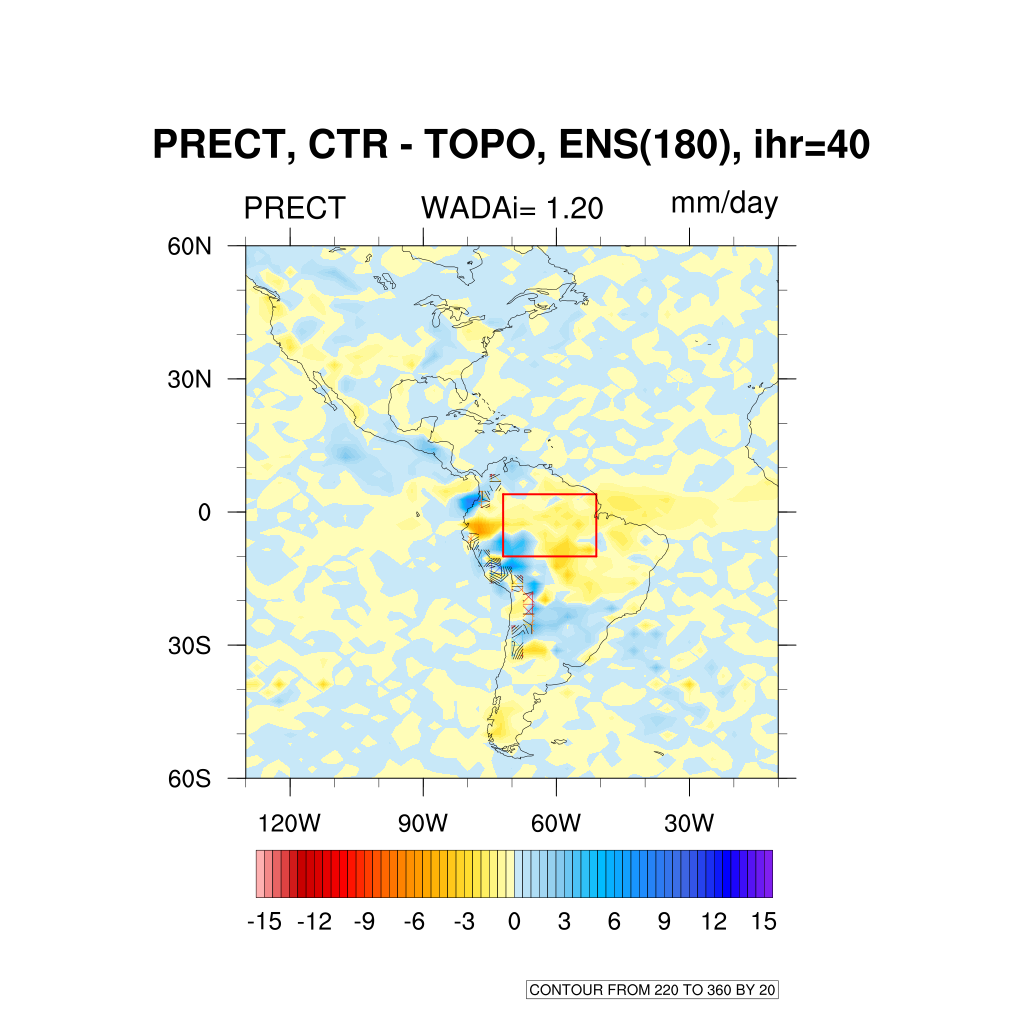 PRECT, CTR - TOPO, ENS(180), ihr=40
PRECT WADAi= 1.20 mm/day
60N
30N
0
30S
60S
120W 90W 60W 30W
-15 -12 -9 -6 -3 0 3 6 9 12 15
CONTOUR FROM 220 TO 360 BY 20